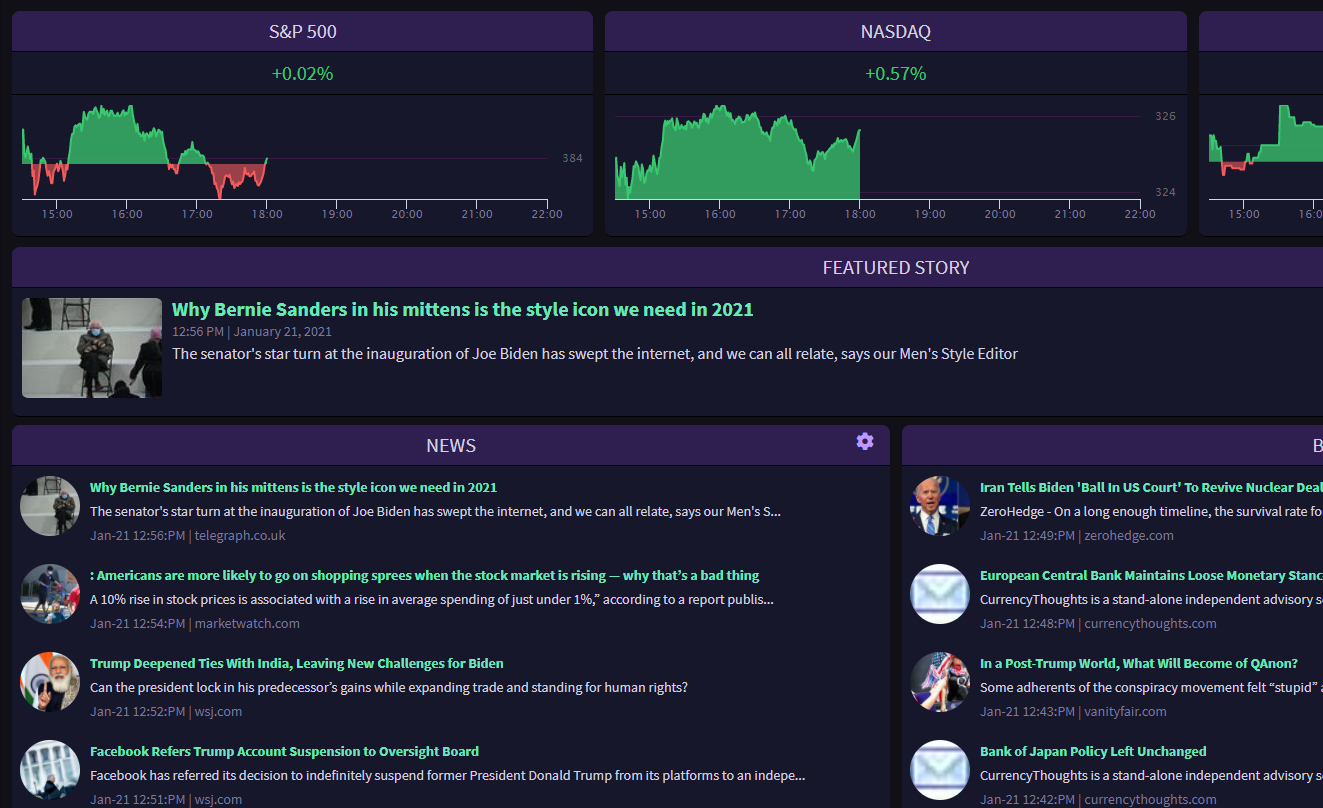 S&P 500
+0.02%
384
15:00 16:00 17:00 18:00 19:00 20:00 21:00 22:00
NASDAQ
+0.57%
326
324
15:00 16:00 17:00 18:00 19:00 20:00 21:00 22:00
15:00
FEATURED STORY
Why Bernie Sanders in his mittens is the style icon we need in 2021
12:56 PM | January 21, 2021
The senator's star turn at the inauguration of Joe Biden has swept the internet, and we can all relate, says our Men's Style Editor
NEWS
Why Bernie Sanders in his mittens is the style icon we need in 2021
The senator's star turn at the inauguration of Joe Biden has swept the internet, and we can all relate, says our Men's S...
Jan-21 12:56:PM | telegraph.co.uk
: Americans are more likely to go on shopping sprees when the stock market is rising — why that’s a bad thing
A 10% rise in stock prices is associated with a rise in average spending of just under 1%,” according to a report publis...
Jan-21 12:54:PM | marketwatch.com
Trump Deepened Ties With India, Leaving New Challenges for Biden
Can the president lock in his predecessor’s gains while expanding trade and standing for human rights?
Jan-21 12:52:PM | wsj.com
Facebook Refers Trump Account Suspension to Oversight Board
Facebook has referred its decision to indefinitely suspend former President Donald Trump from its platforms to an indepe...
Jan-21 12:51:PM | wsj.com
Iran Tells Biden 'Ball In US Court' To Revive Nuclear Deal
ZeroHedge - On a long enough timeline, the survival rate fo
Jan-21 12:49:PM | zerohedge.com
European Central Bank Maintains Loose Monetary Stanc
CurrencyThoughts is a stand-alone independent advisory s
Jan-21 12:48:PM | currencythoughts.com
In a Post-Trump World, What Will Become of QAnon?
Some adherents of the conspiracy movement felt “stupid” a
Jan-21 12:43:PM | vanityfair.com
Bank of Japan Policy Left Unchanged
CurrencyThoughts is a stand-alone independent advisory s
Jan-21 12:42:PM | currencythoughts.com